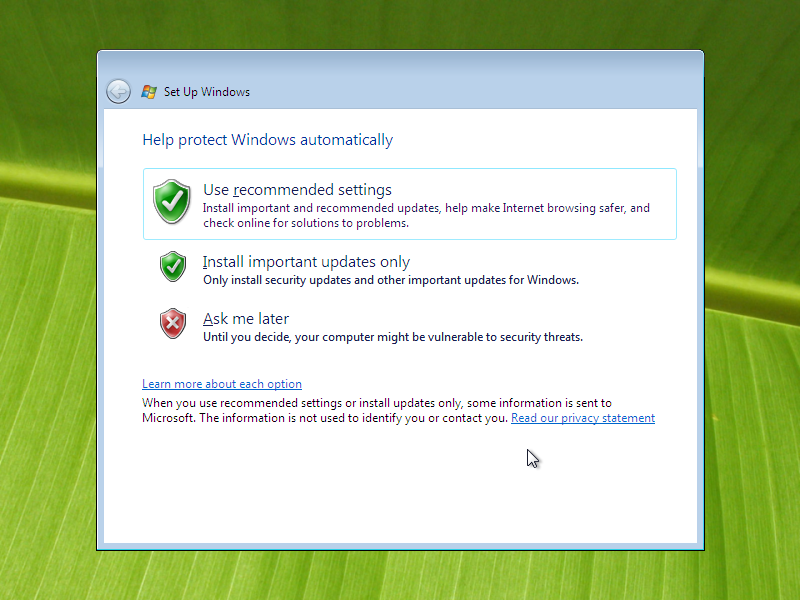 Set Up Windows
Help protect Windows automatically
Use recommended settings
Install important and recommended updates, help make Internet browsing safer, and
check online for solutions to problems.
Install important updates only
Only install security updates and other important updates for Windows.
Ask me later
Until you decide, your computer might be vulnerable to security threats.
Learn more about each option
When you use recommended settings or install updates only, some information is sent to
Microsoft. The information is not used to identify you or contact you. Read our privacy statement